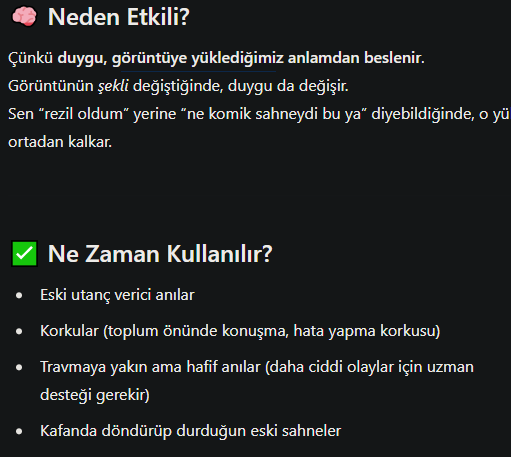 🧠 Neden Etkili?
Çünkü duygu, görüntüye yüklediğimiz anlamdan beslenir.
Görüntünün şekli değiştiğinde, duygu da değişir.
Sen “rezil oldum” yerine “ne komik sahneydi bu ya” diyebildiğinde, o
ortadan kalkar.
✅ Ne Zaman Kullanılır?
• Eski utanç verici anılar
• Korkular (toplum önünde konuşma, hata yapma korkusu)
• Travmaya yakın ama hafif anılar (daha ciddi olaylar için uzman
desteği gerekir)
• Kafanda döndürüp durduğun eski sahneler